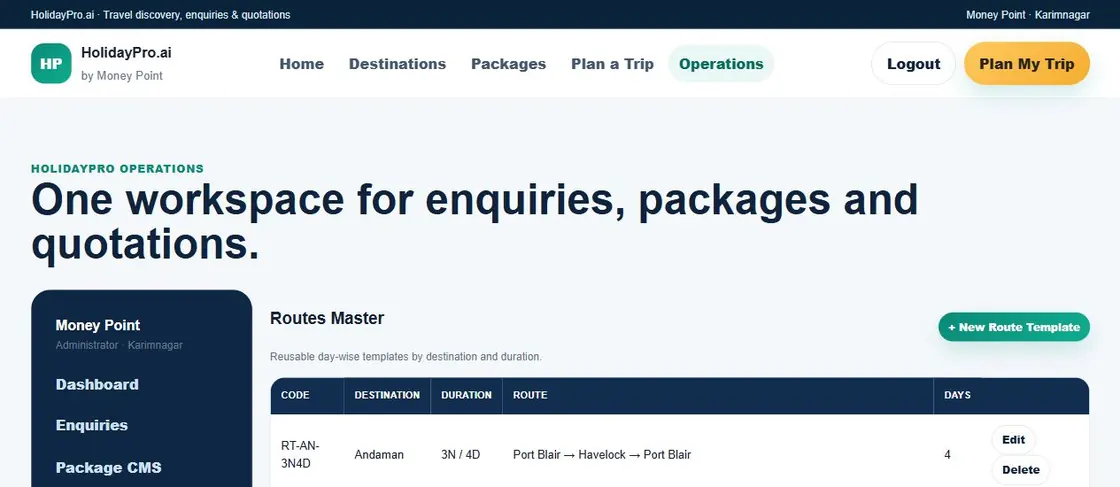 HolidayPro.ai · Travel discovery, enquiries & quotations
Money Point · Karimnagar
HP
HolidayPro.ai
by Money Point
Home
Destinations
Packages
Plan a Trip
Operations
Logout
Plan My Trip
HOLIDAYPRO OPERATIONS
One workspace for enquiries, packages and
quotations.
Money Point
Administrator · Karimnagar
Dashboard
Enquiries
Package CMS
Routes Master
+ New Route Template
Reusable day-wise templates by destination and duration.
CODE
DESTINATION
DURATION
ROUTE
DAYS
RT-AN-
3N4D
Andaman
3N / 4D
Port Blair → Havelock → Port Blair
4
Edit
Delete